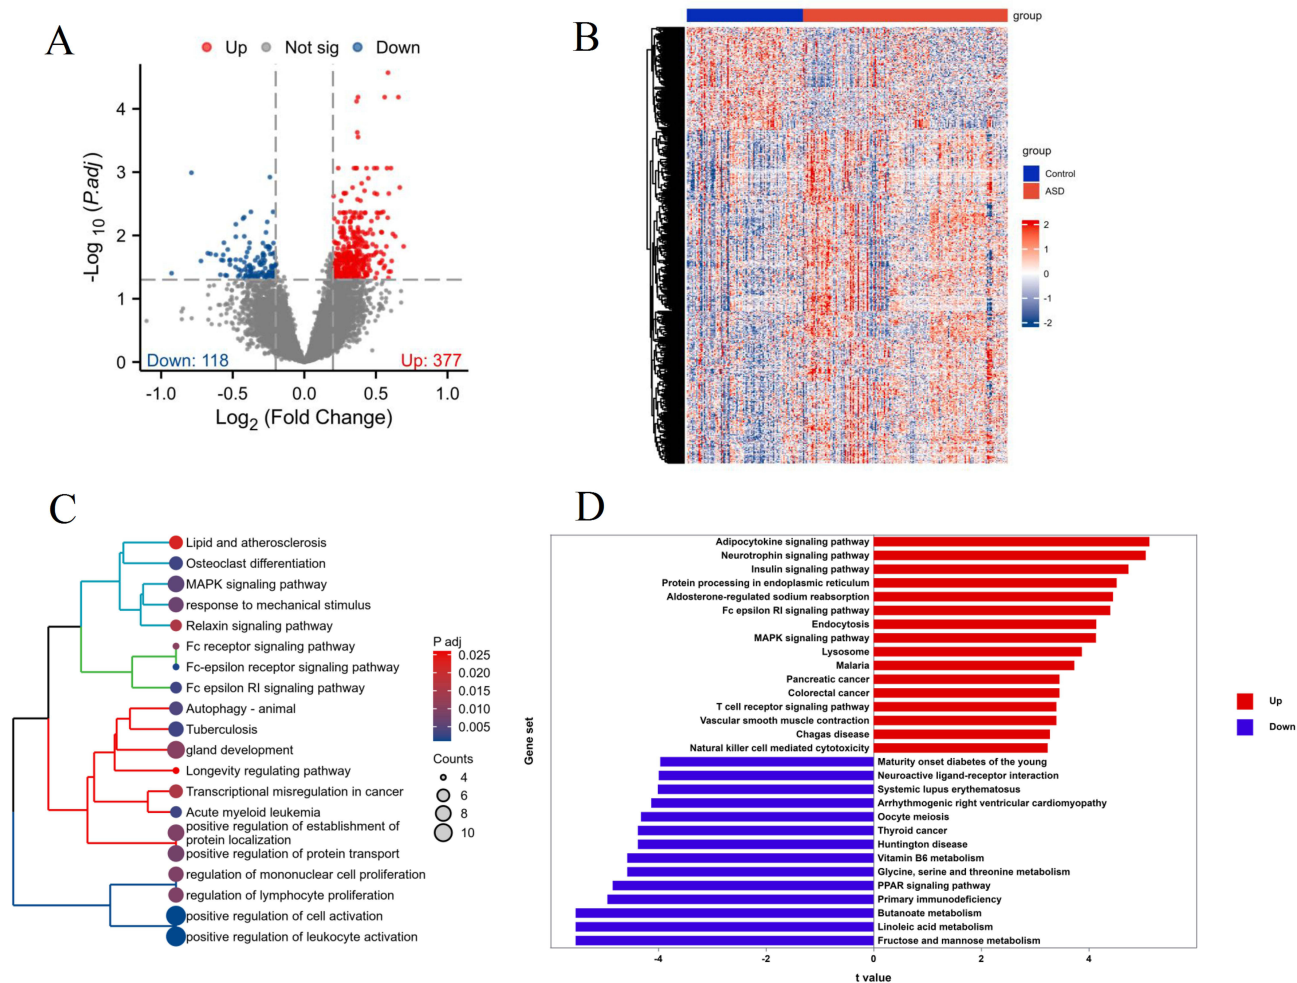 A
Up Not sig Down
4
3
2
1
0
-Log 10 (P.adj)
Down: 118
Up: 377
-1.0 -0.5 0.0 0.5 1.0
Log2 (Fold Change)
B
group
group
Control
ASD
2
1
0
-1
-2
C
Lipid and atherosclerosis
Osteoclast differentiation
MAPK signaling pathway
response to mechanical stimulus
Relaxin signaling pathway
Fc receptor signaling pathway
Fc-epsilon receptor signaling pathway
Fc epsilon RI signaling pathway
Autophagy - animal
Tuberculosis
gland development
Longevity regulating pathway
Transcriptional misregulation in cancer
Acute myeloid leukemia
positive regulation of establishment of
protein localization
positive regulation of protein transport
regulation of mononuclear cell proliferation
regulation of lymphocyte proliferation
positive regulation of cell activation
positive regulation of leukocyte activation
P adj
0.025
0.020
0.015
0.010
0.005
Counts
4
6
8
10
D
Gene set
Adipocytokine signaling pathway
Neurotrophin signaling pathway
Insulin signaling pathway
Protein processing in endoplasmic reticulum
Aldosterone-regulated sodium reabsorption
Fc epsilon RI signaling pathway
Endocytosis
MAPK signaling pathway
Lysosome
Malaria
Pancreatic cancer
Colorectal cancer
T cell receptor signaling pathway
Vascular smooth muscle contraction
Chagas disease
Natural killer cell mediated cytotoxicity
Maturity onset diabetes of the young
Neuroactive ligand-receptor interaction
Systemic lupus erythematosus
Arrhythmogenic right ventricular cardiomyopathy
Oocyte meiosis
Thyroid cancer
Huntington disease
Vitamin B6 metabolism
Glycine, serine and threonine metabolism
PPAR signaling pathway
Primary immunodeficiency
Butanoate metabolism
Linoleic acid metabolism
Fructose and mannose metabolism
-4 -2 0 2 4
t value
Up
Down